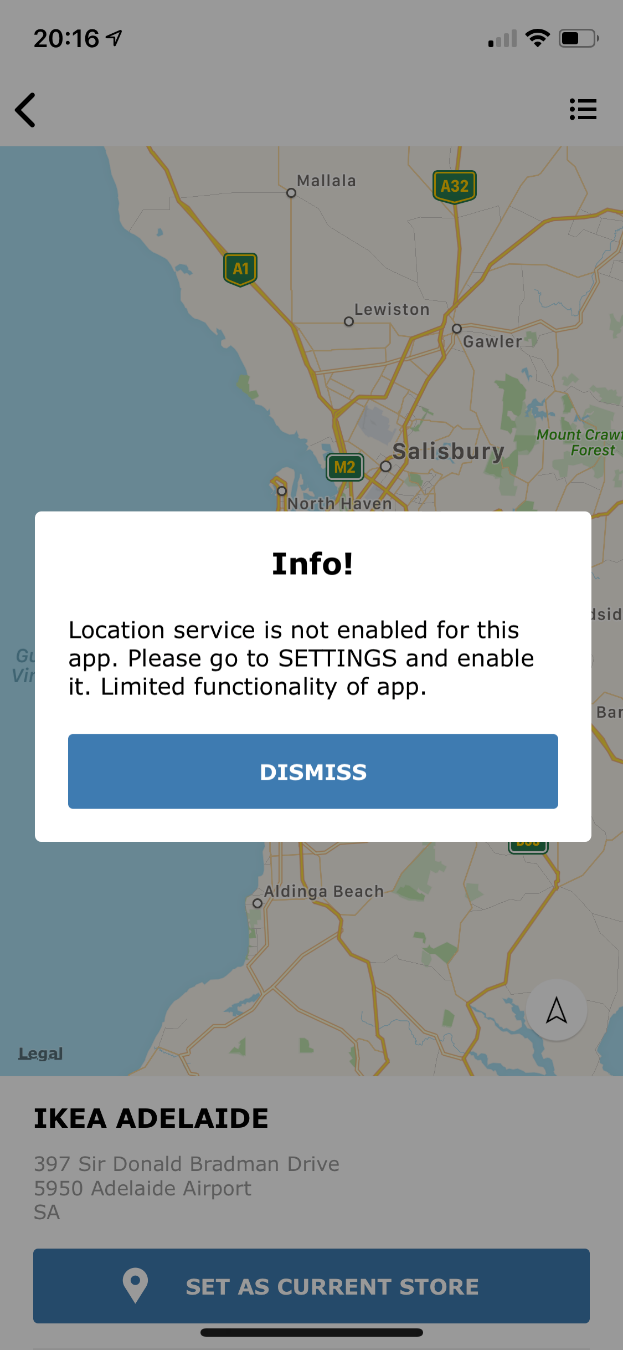 20:16
Mallala
A32
A1
Lewiston
Gawler
Mount Craw
Forest
Salisbury
M2
North Haven
Info!
Location service is not enabled for this
app. Please go to SETTINGS and enable
it. Limited functionality of app.
DISMISS
Aldinga Beach
Legal
IKEA ADELAIDE
397 Sir Donald Bradman Drive
5950 Adelaide Airport
SA
SET AS CURRENT STORE